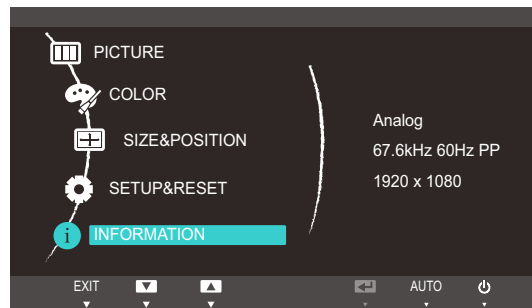 PICTURE
COLOR
SIZE&POSITION
SETUP&RESET
i INFORMATION
Analog
67.6kHz 60Hz PP
1920 x 1080
EXIT AUTO